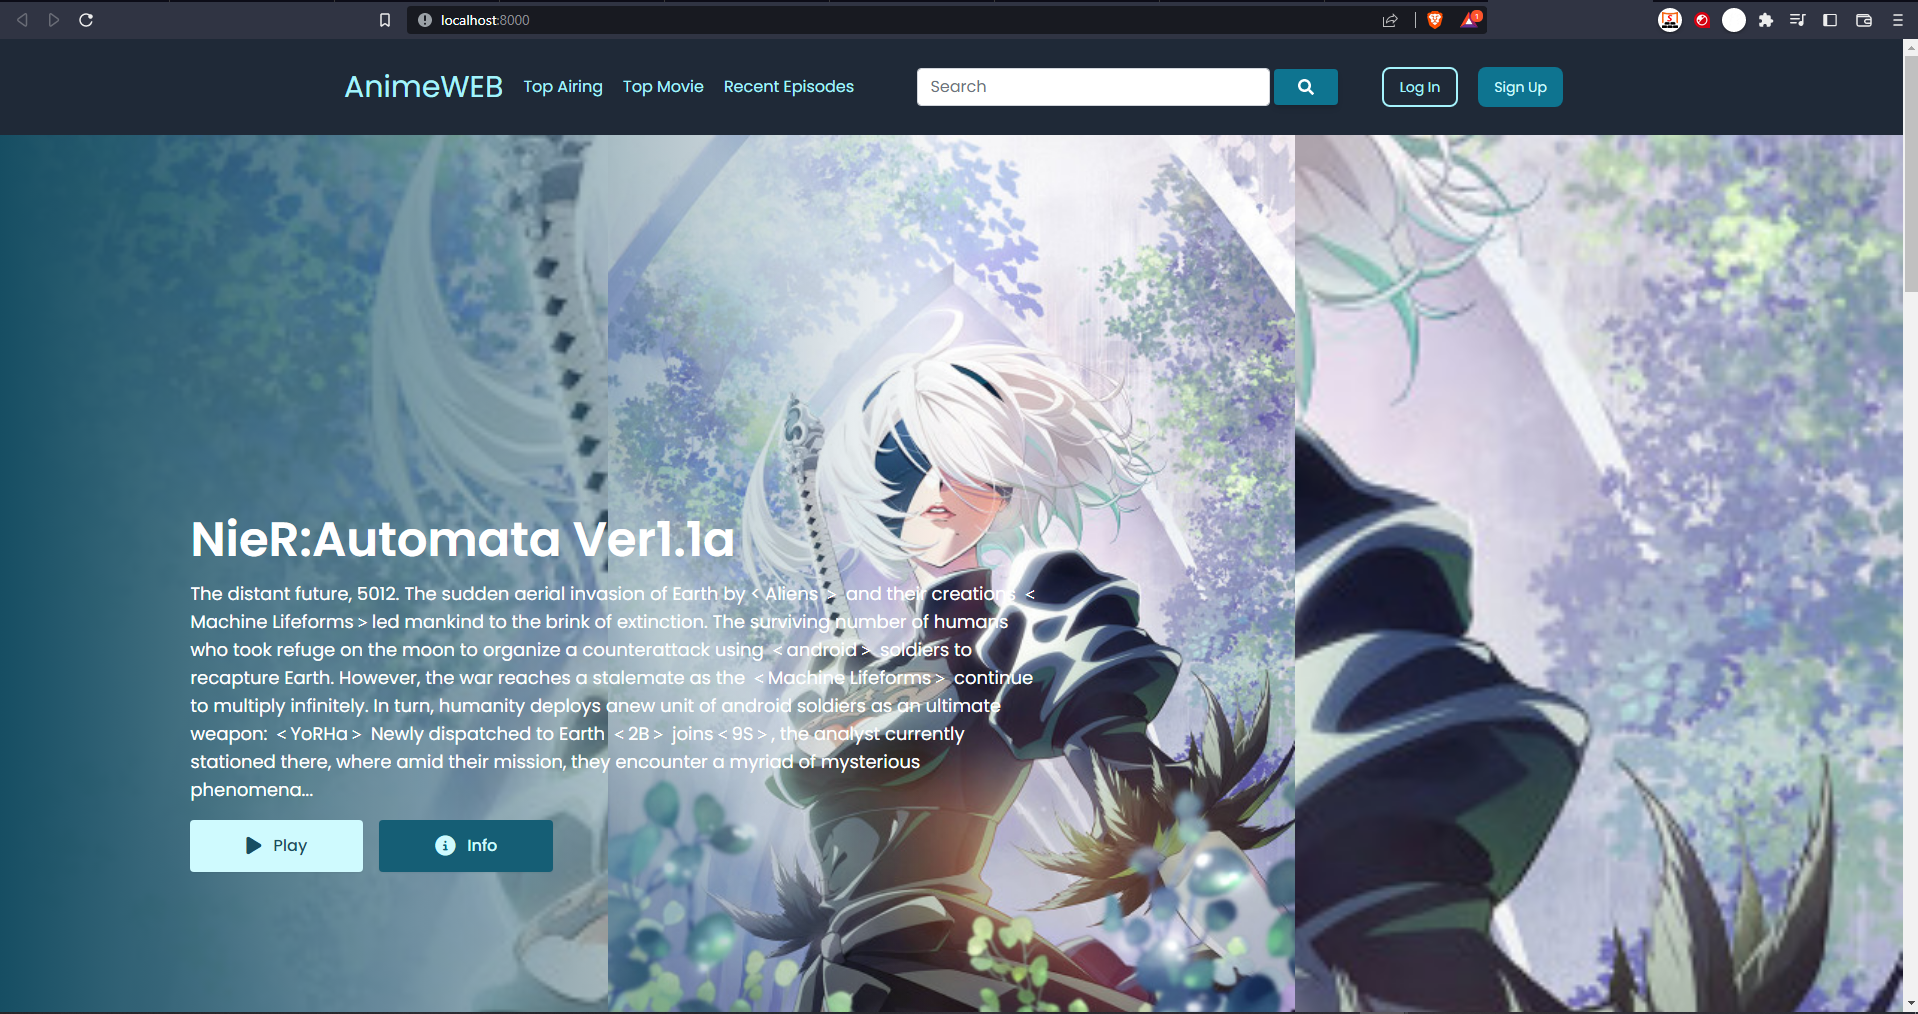 localhost:8000
1
AnimeWEB
Top Airing
Top Movie
Recent Episodes
Search
Log In
Sign Up
NieR:Automata Ver1.1a
The distant future, 5012. The sudden aerial invasion of Earth by < Aliens > and their creations <
Machine Lifeforms > led mankind to the brink of extinction. The surviving number of humans
who took refuge on the moon to organize a counterattack using < android > soldiers to
recapture Earth. However, the war reaches a stalemate as the < Machine Lifeforms > continue
to multiply infinitely. In turn, humanity deploys anew unit of android soldiers as an ultimate
weapon: < YoRHa > Newly dispatched to Earth < 2B > joins < 9S > , the analyst currently
stationed there, where amid their mission, they encounter a myriad of mysterious
phenomena...
Play
Info